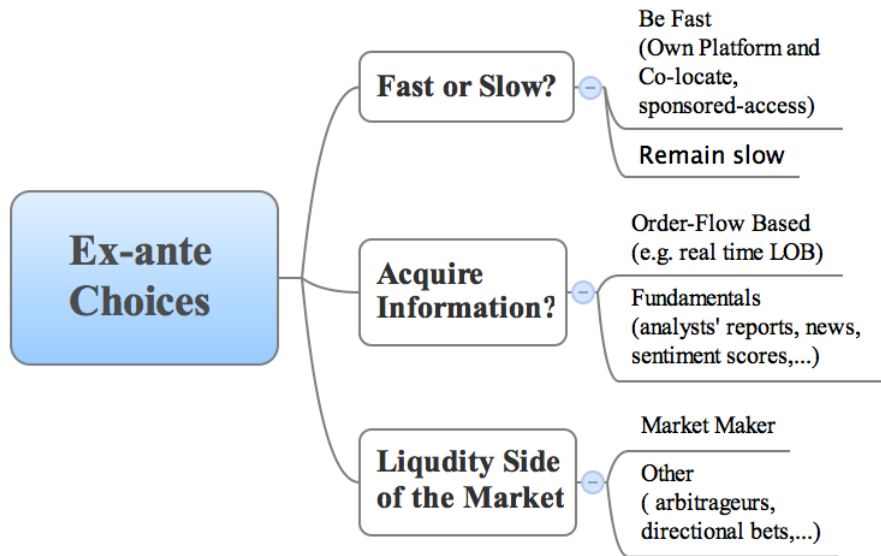 Ex-ante
Choices
Fast or Slow?
Be Fast
(Own Platform and
Co-locate,
sponsored-access)
Remain slow
Acquire
Information?
Order-Flow Based
(e.g. real time LOB)
Fundamentals
(analysts' reports, news,
sentiment scores,...)
Liqudity Side
of the Market
Market Maker
Other
( arbitrageurs,
directional bets,...)